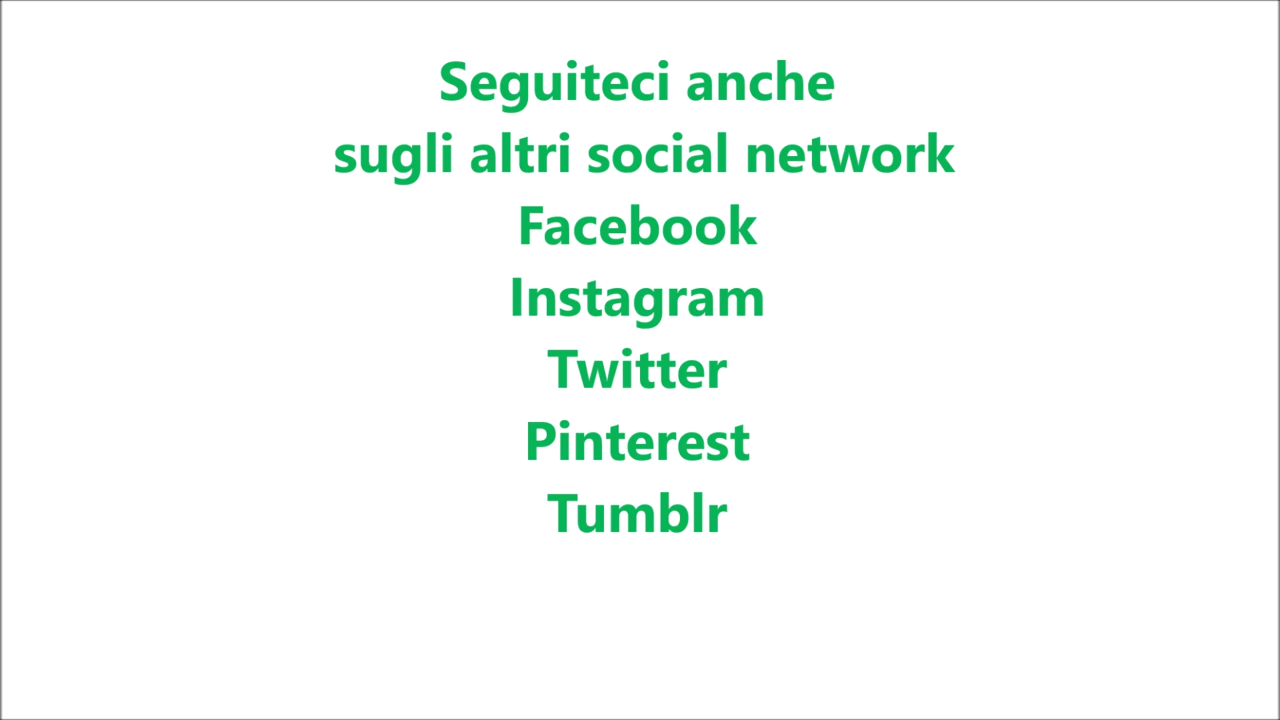 Seguiteci anche
sugli altri social network
Facebook
Instagram
Twitter
Pinterest
Tumblr